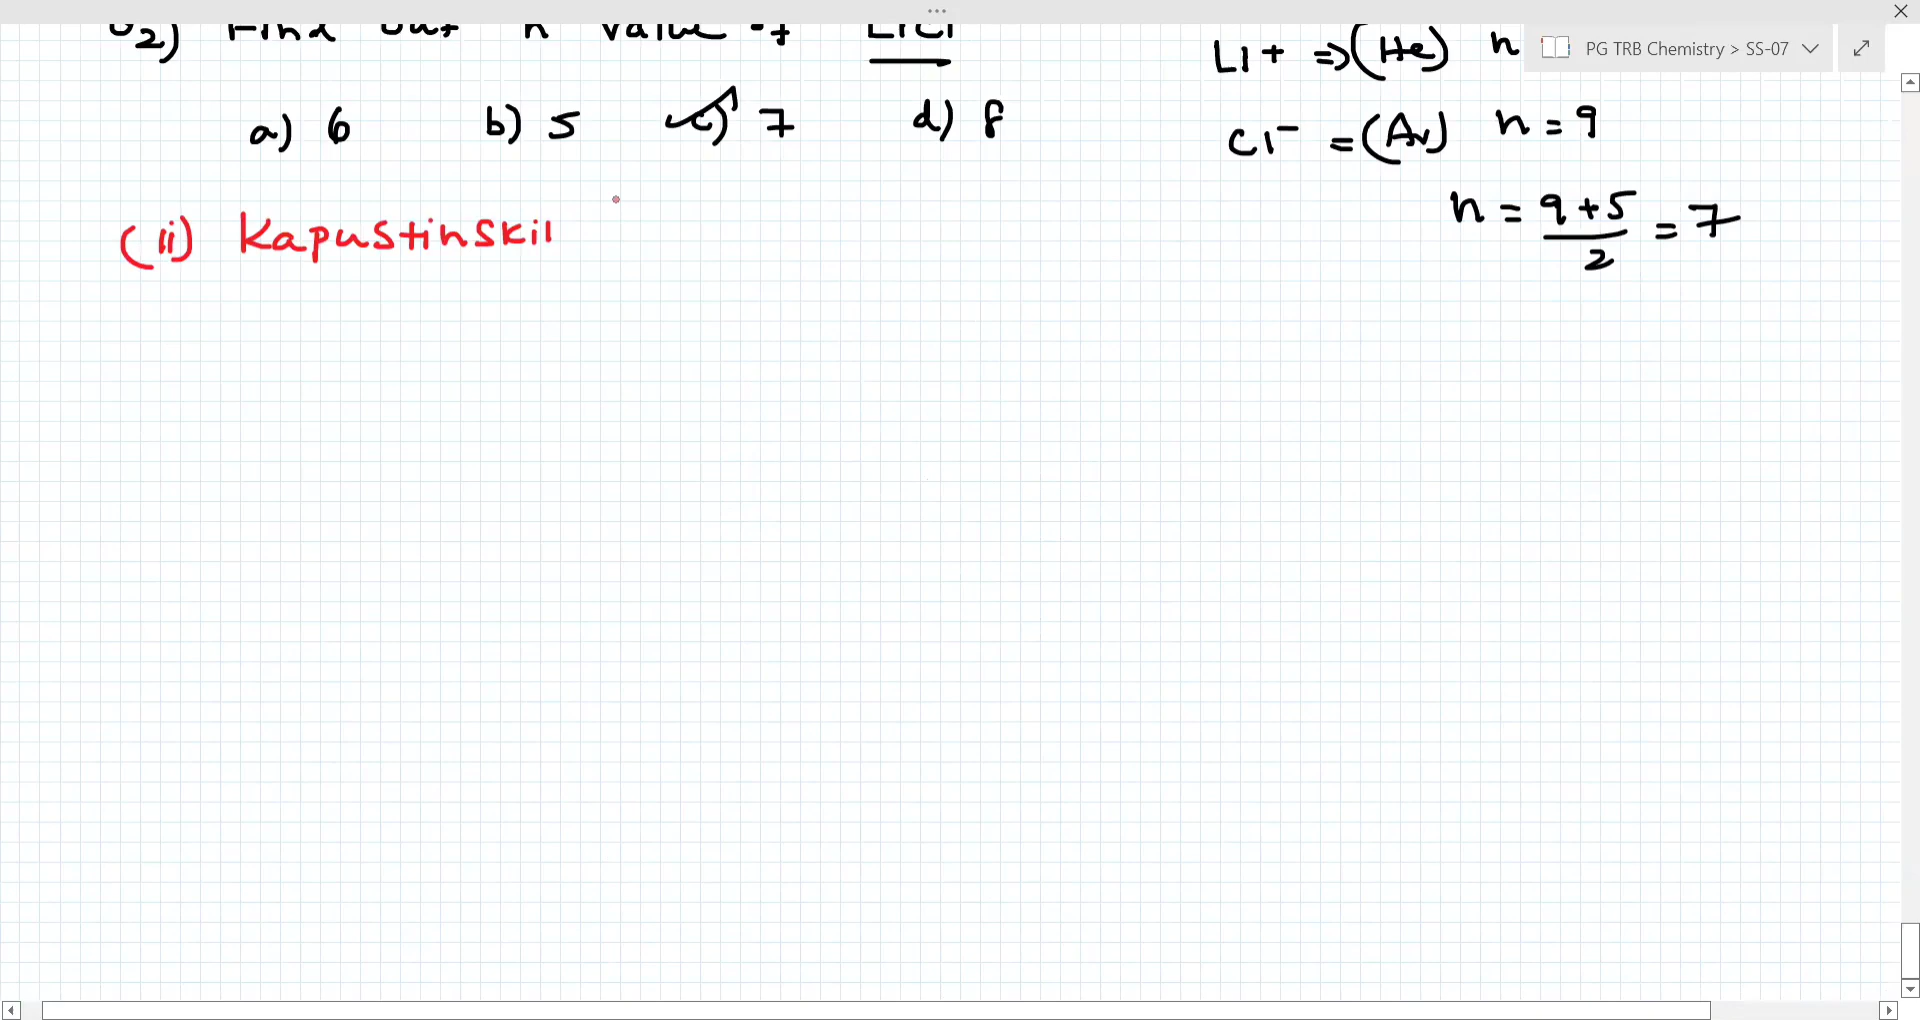 02) Find out n value of LiCl
a) 6 b) 5 c) 7 d) 8
Li+ ⇒ (He) n
Cl⁻ = (Ar) n = 9
n = 9 + 5 / 2 = 7
(ii) Kapustinskii
PG TRB Chemistry > SS-07